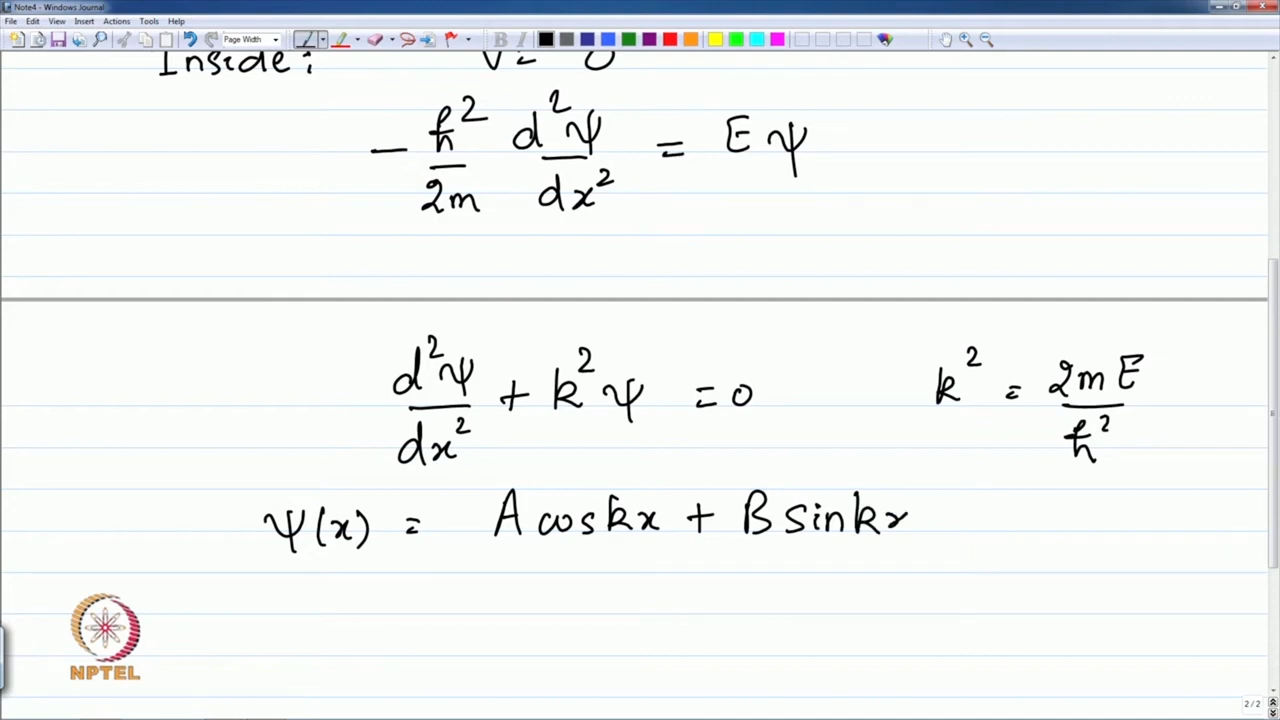 Note4 - Windows Journal
File Edit View Insert Actions Tools Help
Page Width
Inside: V = 0
- ℏ²/2m d²ψ/dx² = Eψ
d²ψ/dx² + k²ψ = 0 k² = 2mE/ℏ²
ψ(x) = A cos kx + B sin kx
NPTEL
2 / 2